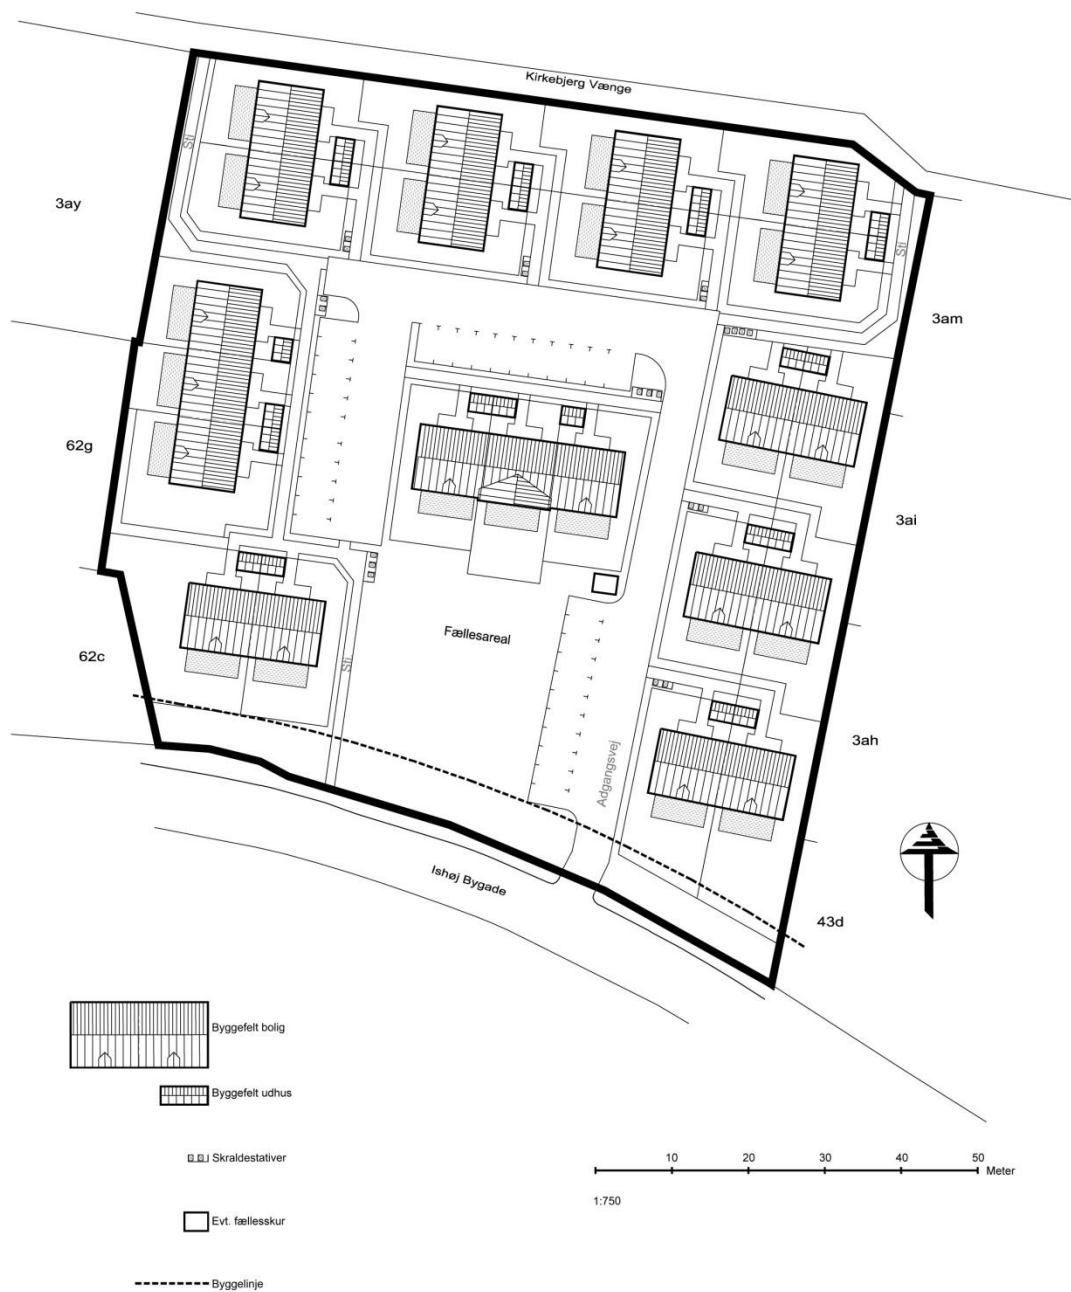 Kirkebjerg Vænge
Sti
Sti
3ay
3am
62g
3ai
Fællesareal
62c
Sti
3ah
Adgangsvej
Ishøj Bygade
43d
Byggefelt bolig
Byggefelt udhus
Skraldestativer
10 20 30 40 50
Meter
1:750
Evt. fællesskur
Byggelinje